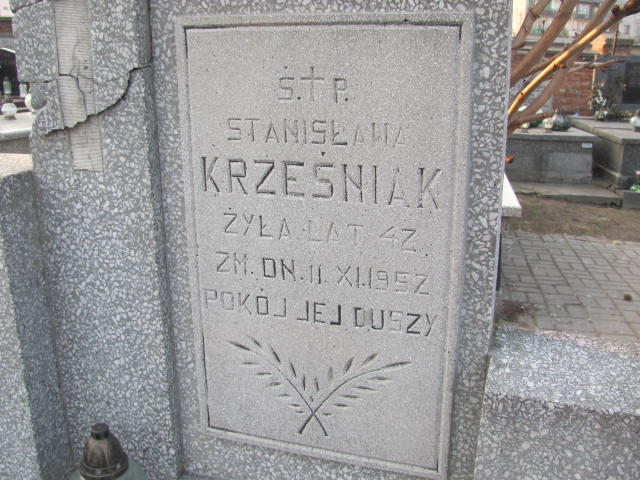 Ś.†P.
STANISŁAWA
KRZEŚNIAK
ŻYŁA LAT 42
ZM. DN. 11 XI.1952
POKÓJ JEJ DUSZY